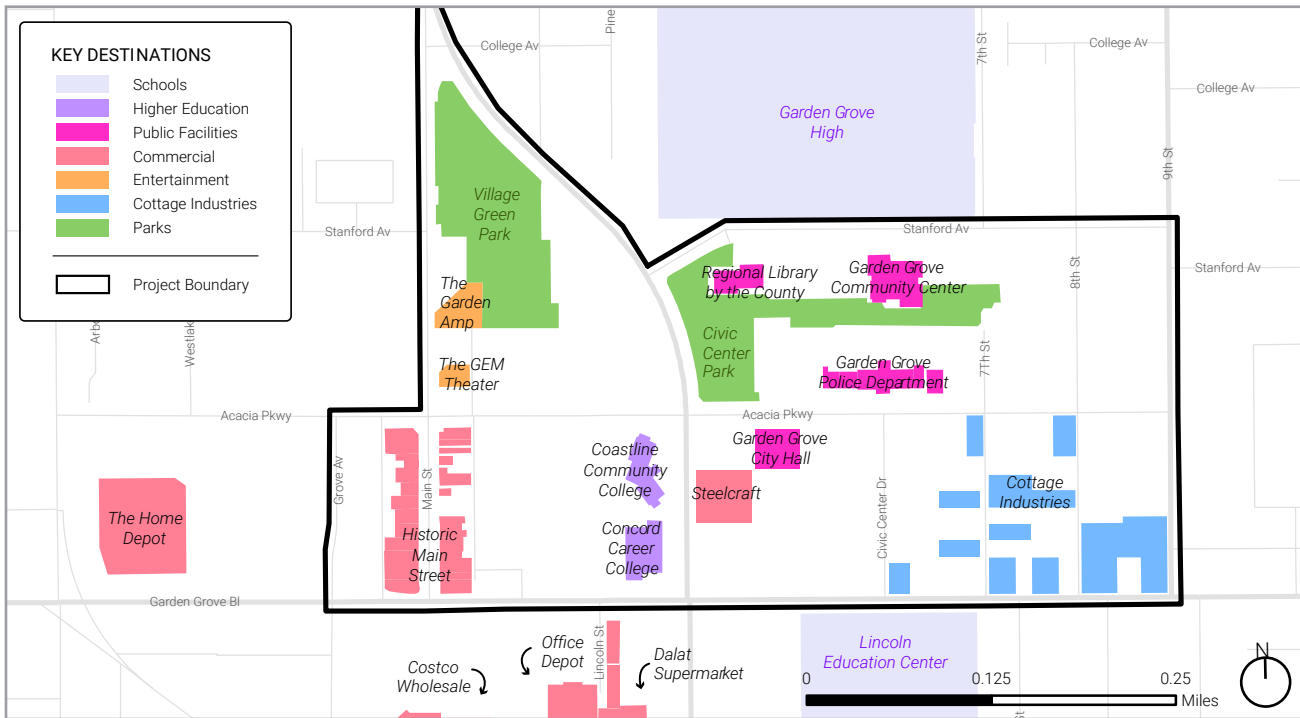 KEY DESTINATIONS
Schools
Higher Education
Public Facilities
Commercial
Entertainment
Cottage Industries
Parks
Project Boundary
College Av
Pine
7th St
College Av
College Av
9th St
Garden Grove
High
Village
Green
Park
Stanford Av
Stanford Av
Stanford Av
8th St
Regional Library
by the County
Garden Grove
Community Center
The
Garden
Amp
Arbo
Westlak
Civic
Center
Park
7Th St
The GEM
Theater
Garden Grove
Police Department
Acacia Pkwy
Acacia Pkwy
Grove Av
Main St
Coastline
Community
College
Garden Grove
City Hall
Steelcraft
Civic Center Dr
Cottage
Industries
The Home
Depot
Historic
Main
Street
Concord
Career
College
Garden Grove Bl
Lincoln St
Costco
Wholesale
Office
Depot
Dalat
Supermarket
Lincoln
Education Center
N
0
0.125
0.25
Miles
St